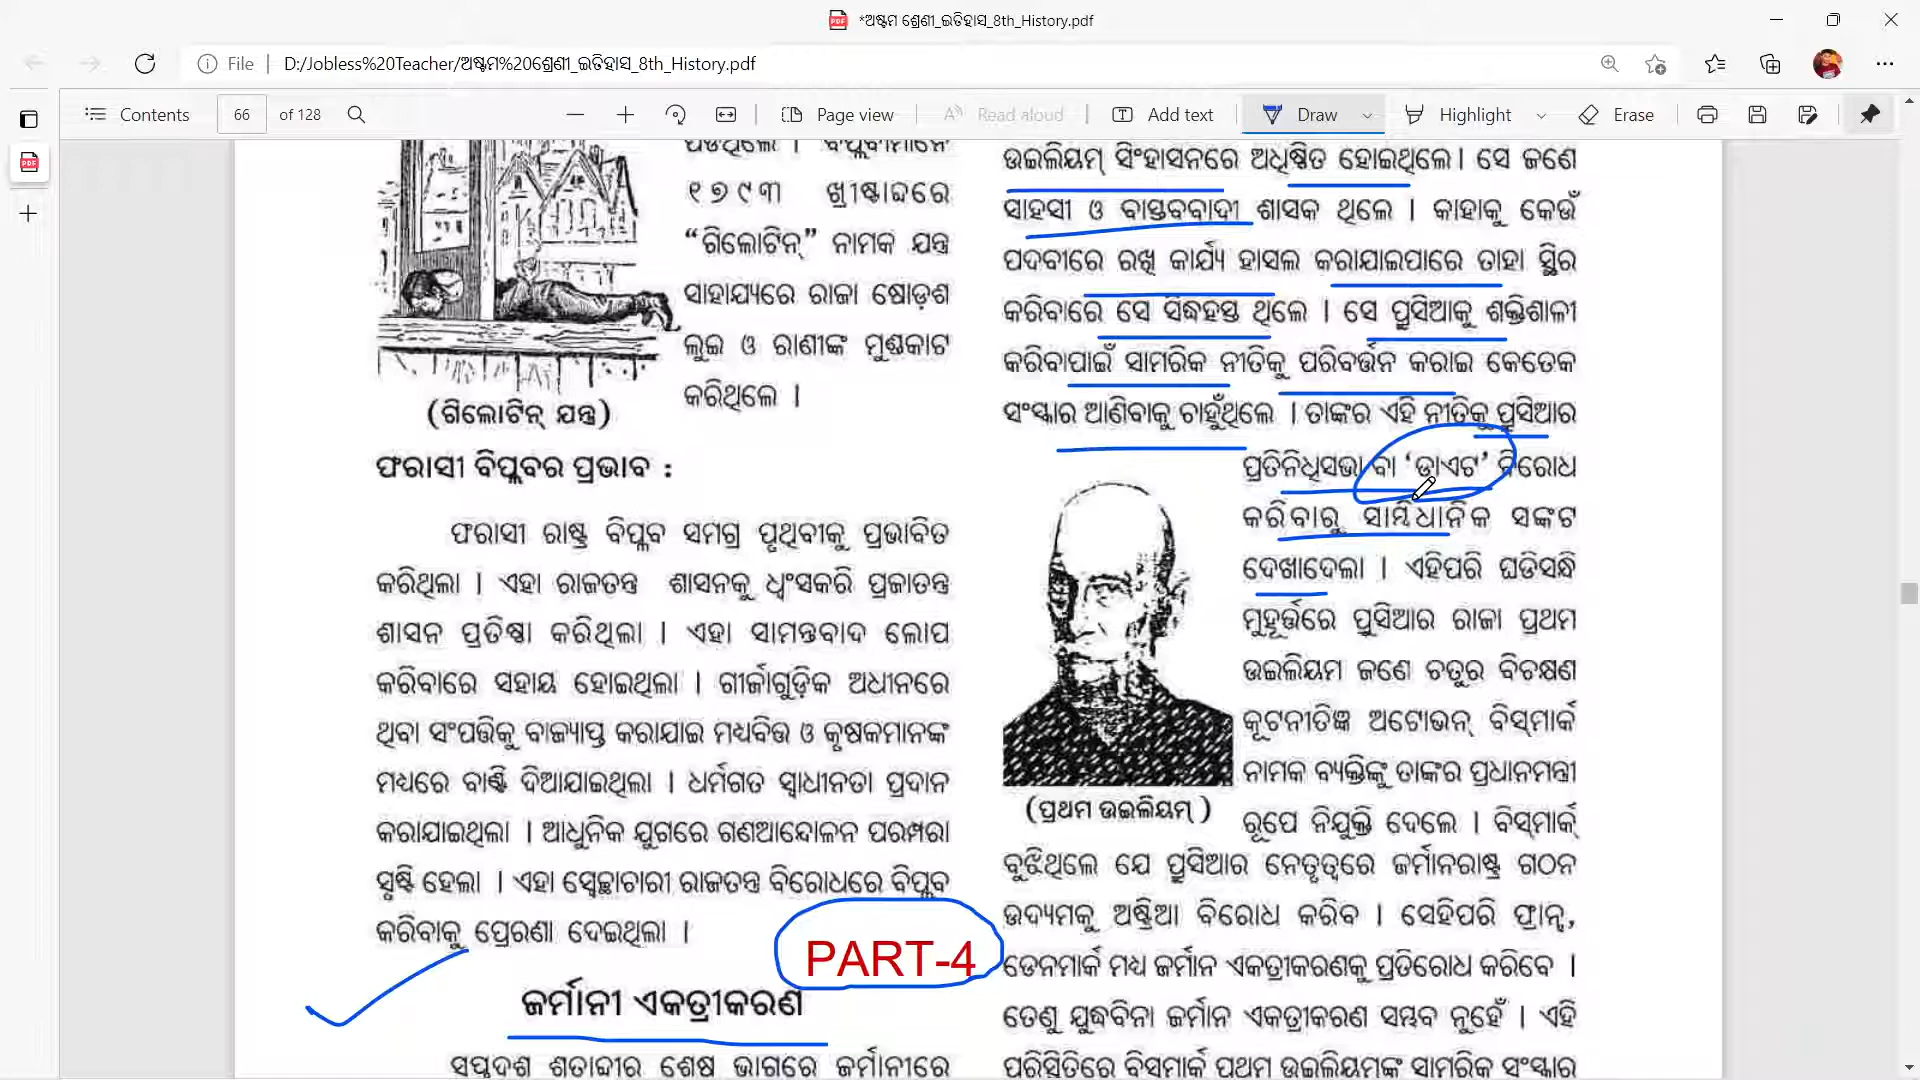 *ଅଷ୍ଟମ ଶ୍ରେଣୀ_ଇତିହାସ_8th_History.pdf
File
D:/Jobless%20Teacher/ଅଷ୍ଟମ%20ଶ୍ରେଣୀ_ଇତିହାସ_8th_History.pdf
Contents
66 of 128
Page view
Read aloud
Add text
Draw
Highlight
Erase
ପଡିଥିଲେ । ବିପ୍ଳବୀମାନେ
୧୭୯୩ ଖ୍ରୀଷ୍ଟାବ୍ଦରେ
“ଗିଲୋଟିନ୍” ନାମକ ଯନ୍ତ୍ର
ସାହାଯ୍ୟରେ ରାଜା ଷୋଡ଼ଶ
ଲୁଇ ଓ ରାଣୀଙ୍କ ମୁଣ୍ଡକାଟ
କରିଥିଲେ ।
(ଗିଲୋଟିନ୍ ଯନ୍ତ୍ର)
ଫରାସୀ ବିପ୍ଳବର ପ୍ରଭାବ :
ଫରାସୀ ରାଷ୍ଟ୍ର ବିପ୍ଳବ ସମଗ୍ର ପୃଥିବୀକୁ ପ୍ରଭାବିତ
କରିଥିଲା । ଏହା ରାଜତନ୍ତ୍ର ଶାସନକୁ ଧ୍ୱଂସକରି ପ୍ରଜାତନ୍ତ୍ର
ଶାସନ ପ୍ରତିଷ୍ଠା କରିଥିଲା । ଏହା ସାମନ୍ତବାଦ ଲୋପ
କରିବାରେ ସହାୟ ହୋଇଥିଲା । ଗୀର୍ଜାଗୁଡ଼ିକ ଅଧୀନରେ
ଥିବା ସଂପତ୍ତିକୁ ବାଜ୍ୟାପ୍ତ କରାଯାଇ ମଧ୍ୟବିତ୍ତ ଓ କୃଷକମାନଙ୍କ
ମଧ୍ୟରେ ବାଣ୍ଟି ଦିଆଯାଇଥିଲା । ଧର୍ମଗତ ସ୍ୱାଧୀନତା ପ୍ରଦାନ
କରାଯାଇଥିଲା । ଆଧୁନିକ ଯୁଗରେ ଗଣଆନ୍ଦୋଳନ ପରମ୍ପରା
ସୃଷ୍ଟି ହେଲା । ଏହା ସ୍ୱେଚ୍ଛାଚାରୀ ରାଜତନ୍ତ୍ର ବିରୋଧରେ ବିପ୍ଳବ
କରିବାକୁ ପ୍ରେରଣା ଦେଇଥିଲା ।
PART-4
ଜର୍ମାନୀ ଏକତ୍ରୀକରଣ
ସପ୍ତଦଶ ଶତାବ୍ଦୀର ଶେଷ ଭାଗରେ ଜର୍ମାନୀରେ
ଉଇଲିୟମ୍ ସିଂହାସନରେ ଅଧିଷ୍ଠିତ ହୋଇଥିଲେ । ସେ ଜଣେ
ସାହସୀ ଓ ବାସ୍ତବବାଦୀ ଶାସକ ଥିଲେ । କାହାକୁ କେଉଁ
ପଦବୀରେ ରଖି କାର୍ଯ୍ୟ ହାସଲ କରାଯାଇପାରେ ତାହା ସ୍ଥିର
କରିବାରେ ସେ ସିଦ୍ଧହସ୍ତ ଥିଲେ । ସେ ପ୍ରୁସିଆକୁ ଶକ୍ତିଶାଳୀ
କରିବାପାଇଁ ସାମରିକ ନୀତିକୁ ପରିବର୍ତ୍ତନ କରାଇ କେତେକ
ସଂସ୍କାର ଆଣିବାକୁ ଚାହୁଁଥିଲେ । ତାଙ୍କର ଏହି ନୀତିକୁ ପ୍ରୁସିଆର
ପ୍ରତିନିଧିସଭା ବା ‘ଡାଏଟ’ ବିରୋଧ
କରିବାରୁ ସାମ୍ବିଧାନିକ ସଙ୍କଟ
ଦେଖାଦେଲା । ଏହିପରି ଘଡିସନ୍ଧି
ମୁହୂର୍ତ୍ତରେ ପ୍ରୁସିଆର ରାଜା ପ୍ରଥମ
ଉଇଲିୟମ ଜଣେ ଚତୁର ବିଚକ୍ଷଣ
କୂଟନୀତିଜ୍ଞ ଅଟୋଭନ୍ ବିସ୍ମାର୍କ
ନାମକ ବ୍ୟକ୍ତିଙ୍କୁ ତାଙ୍କର ପ୍ରଧାନମନ୍ତ୍ରୀ
(ପ୍ରଥମ ଉଇଲିୟମ୍ )
ରୂପେ ନିଯୁକ୍ତି ଦେଲେ । ବିସ୍ମାର୍କ୍
ବୁଝିଥିଲେ ଯେ ପ୍ରୁସିଆର ନେତୃତ୍ୱରେ ଜର୍ମାନରାଷ୍ଟ୍ର ଗଠନ
ଉଦ୍ୟମକୁ ଅଷ୍ଟ୍ରିଆ ବିରୋଧ କରିବ । ସେହିପରି ଫ୍ରାନ୍ସ,
ଡେନମାର୍କ ମଧ୍ୟ ଜର୍ମାନ ଏକତ୍ରୀକରଣକୁ ପ୍ରତିରୋଧ କରିବେ ।
ତେଣୁ ଯୁଦ୍ଧବିନା ଜର୍ମାନ ଏକତ୍ରୀକରଣ ସମ୍ଭବ ନୁହେଁ । ଏହି
ପରିସ୍ଥିତିରେ ବିସ୍ମାର୍କ ପ୍ରଥମ ଉଇଲିୟମଙ୍କ ସାମରିକ ସଂସ୍କାର